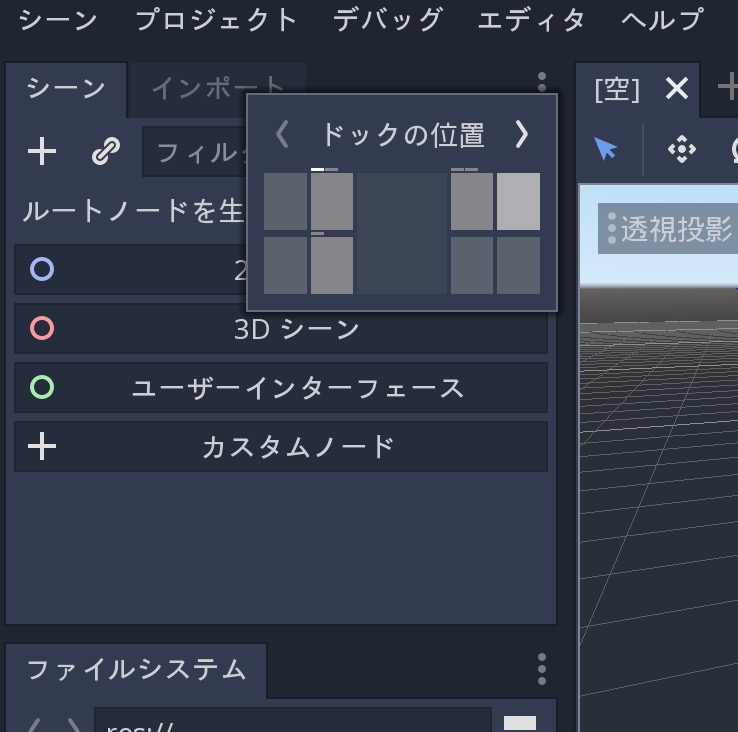 シーン プロジェクト デバッグ エディタ ヘルプ
シーン インポート
[空]
ドックの位置
フィル
ルートノードを生
透視投影
2
3D シーン
ユーザーインターフェース
カスタムノード
ファイルシステム
res://